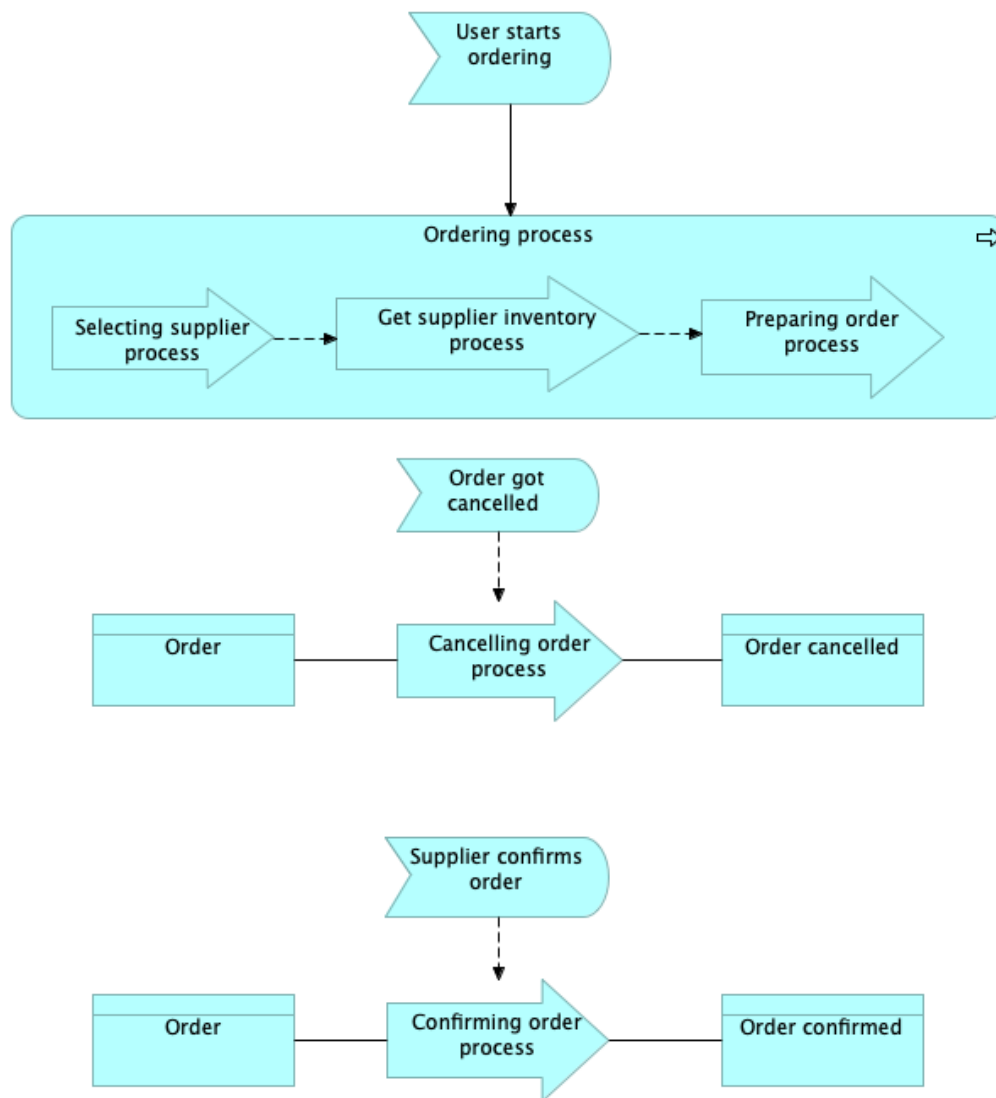 User starts
ordering
Ordering process
Selecting supplier
process
Get supplier inventory
process
Preparing order
process
Order got
cancelled
Order
Cancelling order
process
Order cancelled
Supplier confirms
order
Order
Confirming order
process
Order confirmed